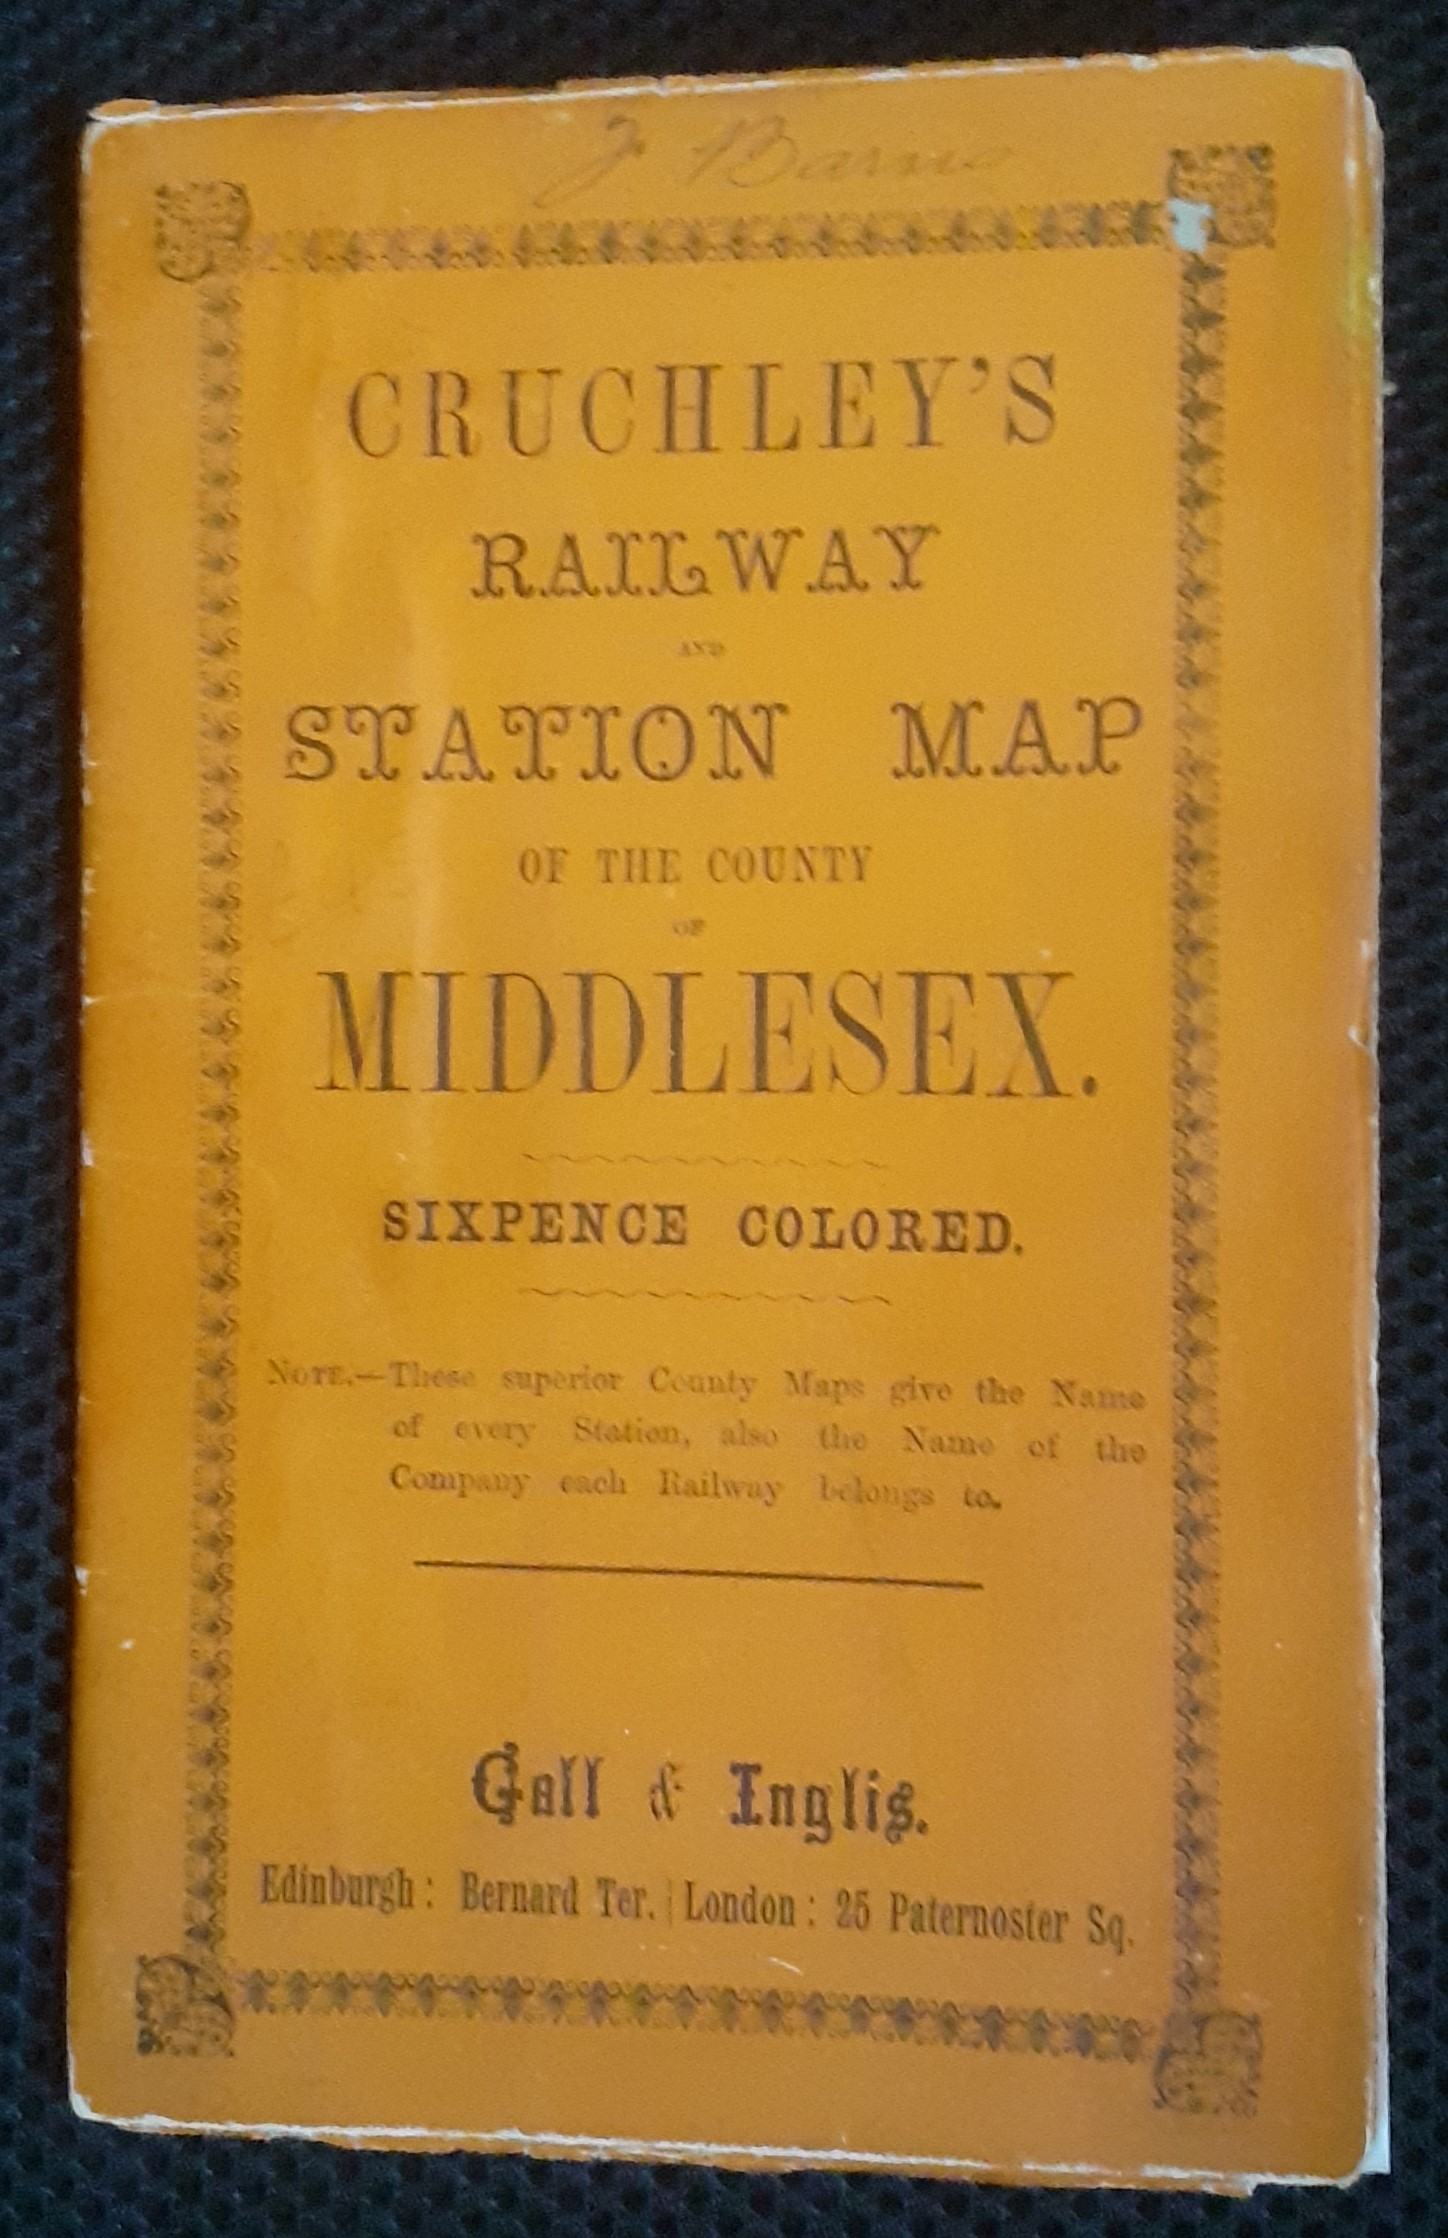 J Barnes
CRUCHLEY'S
RAILWAY
AND
STATION MAP
OF THE COUNTY
OF
MIDDLESEX.
SIXPENCE COLORED.
NOTE.—These superior County Maps give the Name
of every Station, also the Name of the
Company each Railway belongs to.
Gall & Inglis.
Edinburgh: Bernard Ter. | London: 25 Paternoster Sq.